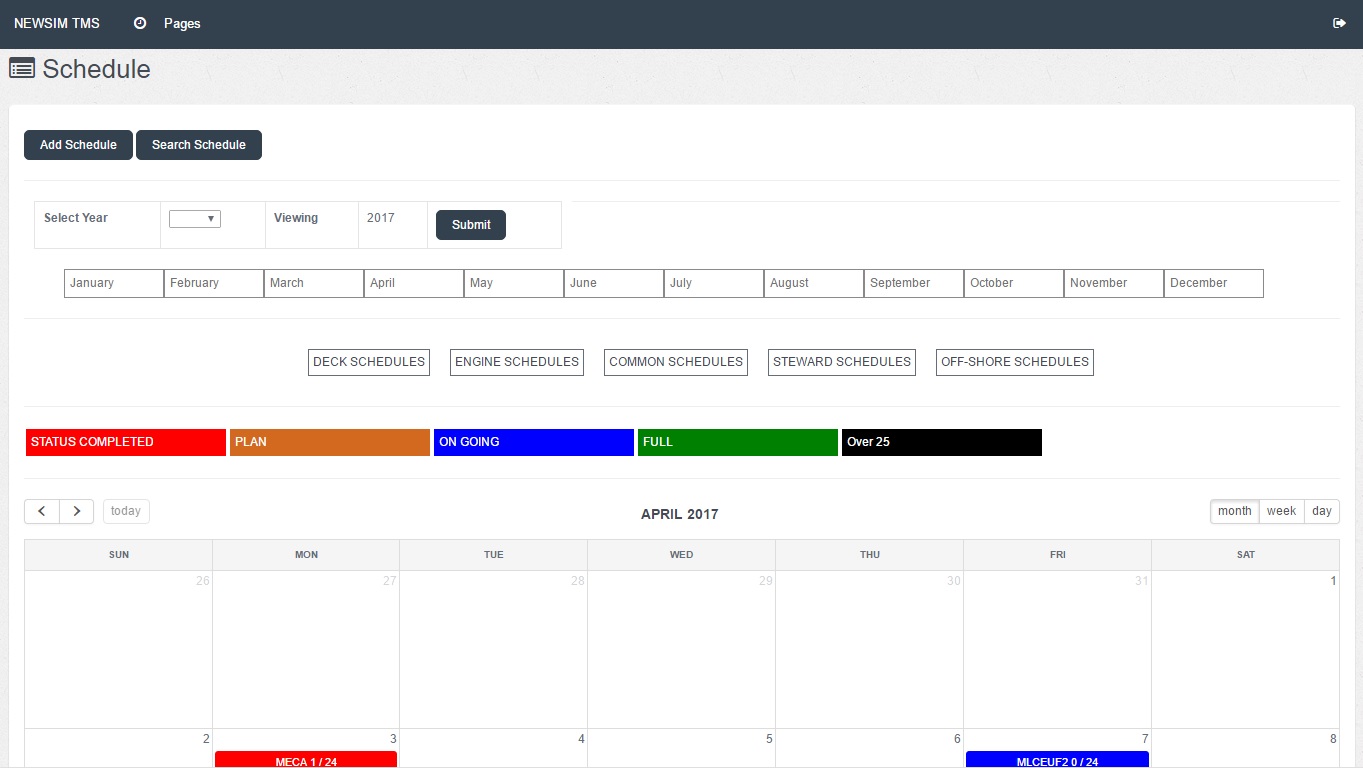 NEWSIM TMS Pages
Schedule
Add Schedule Search Schedule
Select Year Viewing 2017 Submit
January February March April May June July August September October November December
DECK SCHEDULES ENGINE SCHEDULES COMMON SCHEDULES STEWARD SCHEDULES OFF-SHORE SCHEDULES
STATUS COMPLETED PLAN ON GOING FULL Over 25
today APRIL 2017 month week day
SUN MON TUE WED THU FRI SAT
26 27 28 29 30 31 1
2 3 4 5 6 7 8
MECA 1 / 24 MLCEUF2 0 / 24